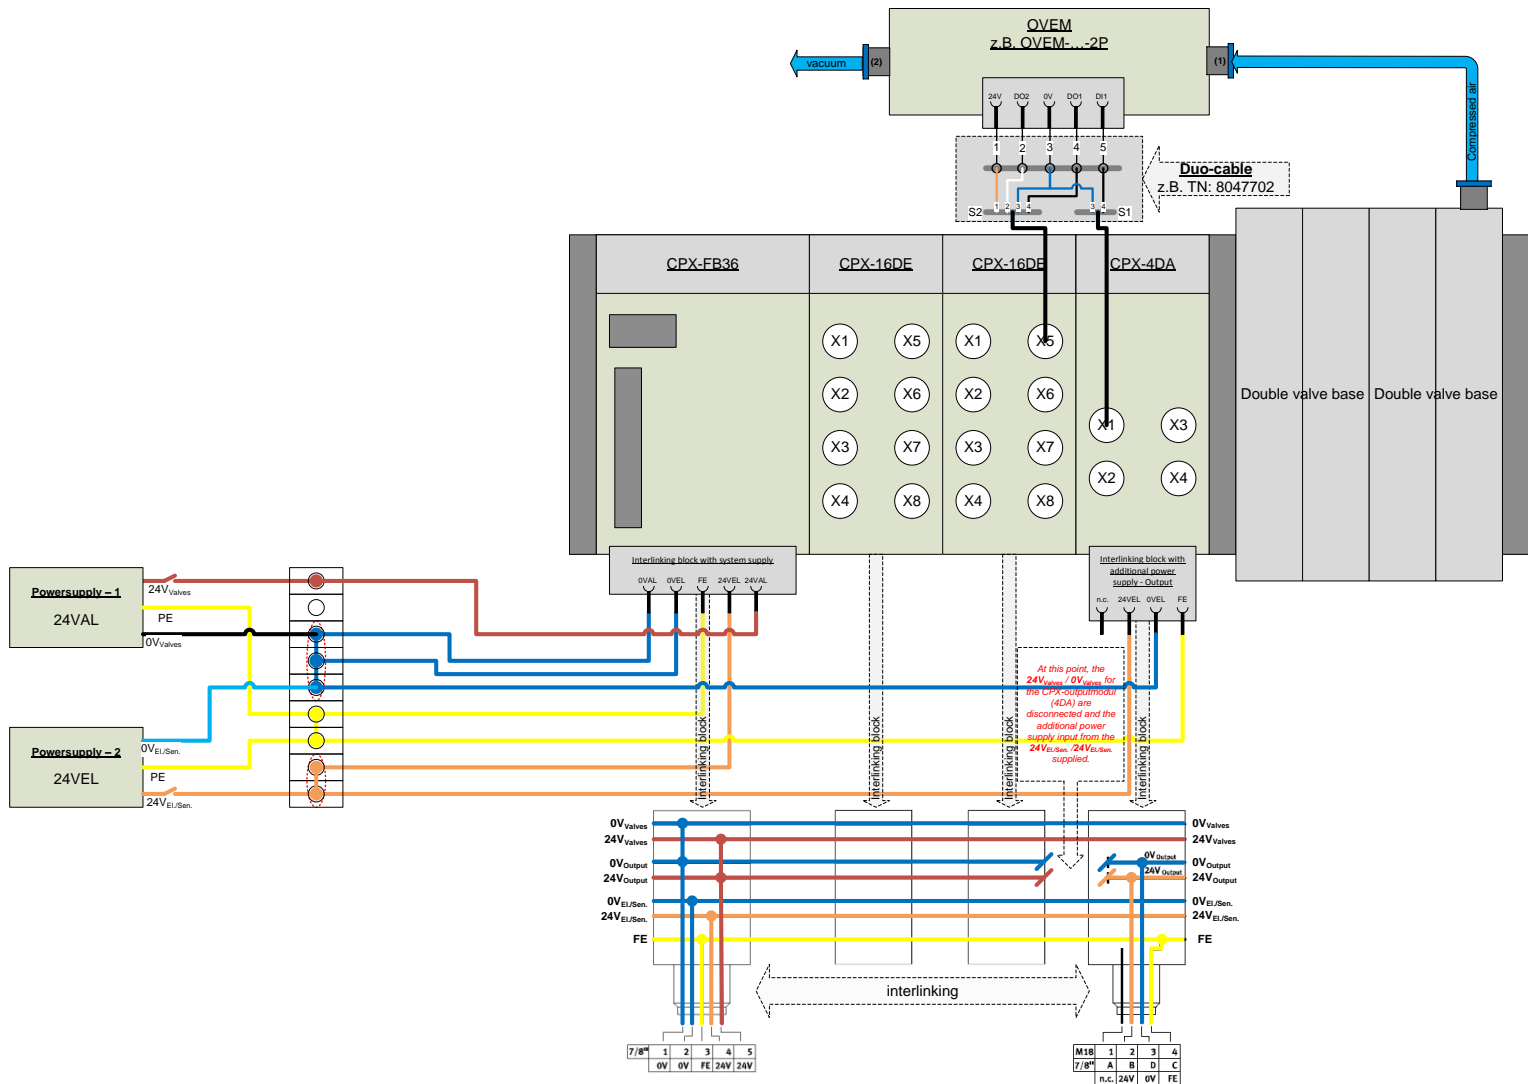 OVEM
z.B. OVEM-...-2P
vacuum
(2)
(1)
Compressed air
24V DO2 0V DO1 DI1
1 2 3 4 5
Duo-cable
z.B. TN: 8047702
1 2 3 4 3 4
S2 S1
CPX-FB36 CPX-16DE CPX-16DE CPX-4DA
X1 X5 X1 X5
X2 X6 X2 X6
X3 X7 X3 X7
X4 X8 X4 X8
X1 X3
X2 X4
Double valve base Double valve base
Interlinking block with system supply
0VAL 0VEL FE 24VEL 24VAL
Interlinking block with
additional power
supply - Output
n.c. 24VEL 0VEL FE
Powersupply – 1
24VAL
24VValves
PE
0VValves
Powersupply – 2
24VEL
0VEl./Sen.
PE
24VEl./Sen.
At this point, the
24VValves / 0VValves for
the CPX-outputmodul
(4DA) are
disconnected and the
additional power
supply input from the
24VEl./Sen. /24VEl./Sen.
supplied.
Interlinking block
Interlinking block
Interlinking block
Interlinking block
0VValves 0VValves
24VValves 24VValves
0VOutput 0VOutput 0VOutput
24VOutput 24VOutput 24VOutput
0VEl./Sen. 0VEl./Sen.
24VEl./Sen. 24VEl./Sen.
FE FE
interlinking
7/8" 1 2 3 4 5
0V 0V FE 24V 24V
M18 1 2 3 4
7/8" A B D C
n.c. 24V 0V FE